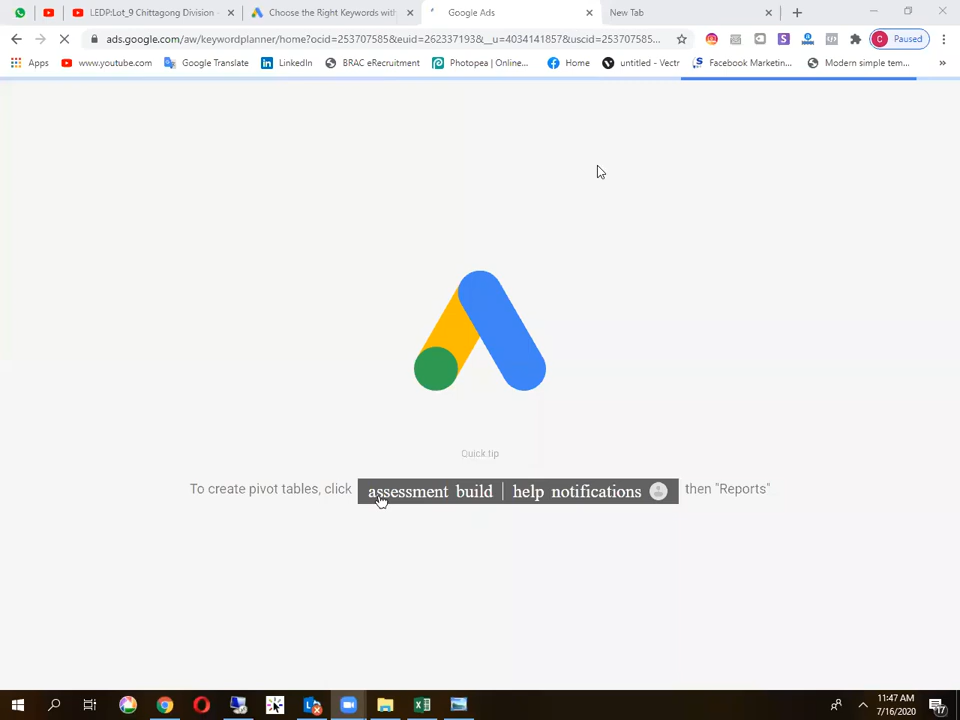 LEDP:Lot_9 Chittagong Division
Choose the Right Keywords with
Google Ads
New Tab
ads.google.com/aw/keywordplanner/home?ocid=253707585&euid=262337193&__u=4034141857&uscid=253707585...
Paused
Apps
www.youtube.com
Google Translate
LinkedIn
BRAC eRecruitment
Photopea | Online...
Home
untitled - Vectr
Facebook Marketin...
Modern simple tem...
»
Quick tip
To create pivot tables, click assessment build | help notifications then "Reports"
11:47 AM
7/16/2020
17